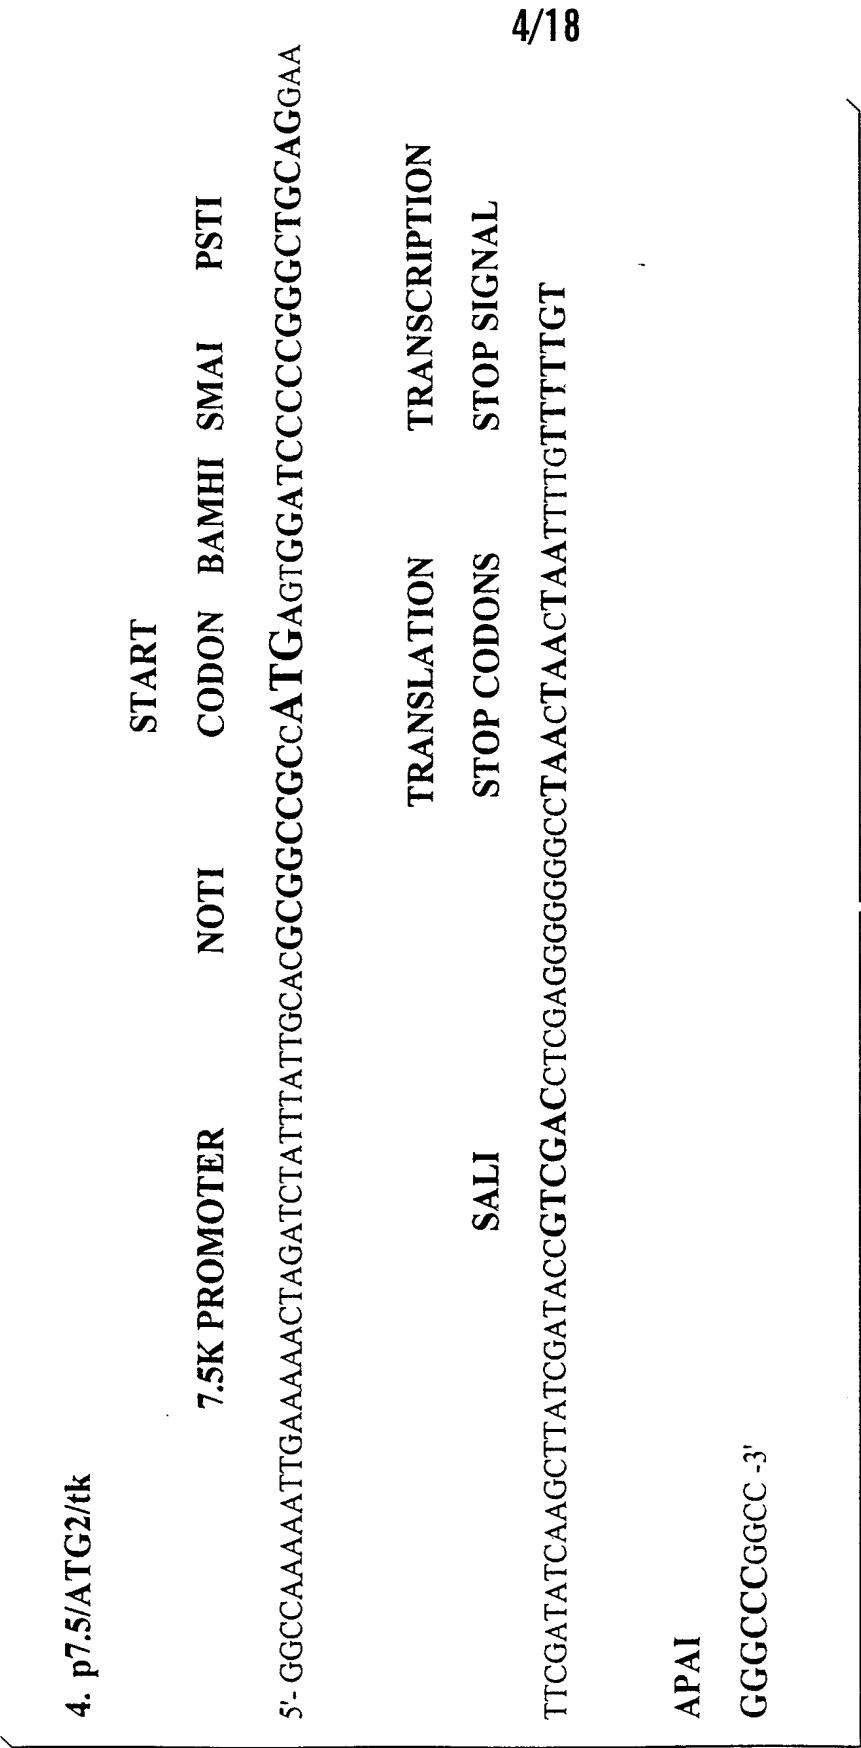 4/18
4. p7.5/ATG2/tk
START
7.5K PROMOTER NOTI CODON BAMHI SMAI PSTI
5'- GGCCAAAAATTGAAAAACTAGATCTATTTATTGCACGCGGCCGCCATGAGTGGATCCCCCGGGCTGCAGGAA
TRANSLATION TRANSCRIPTION
SALI STOP CODONS STOP SIGNAL
TTCGATATCAAGCTTATCGATACCGTCGACCTCGAGGGGGGGCCTAACTAACTAATTTTGTTTTTGT
APAI
GGGCCCGGCC -3'